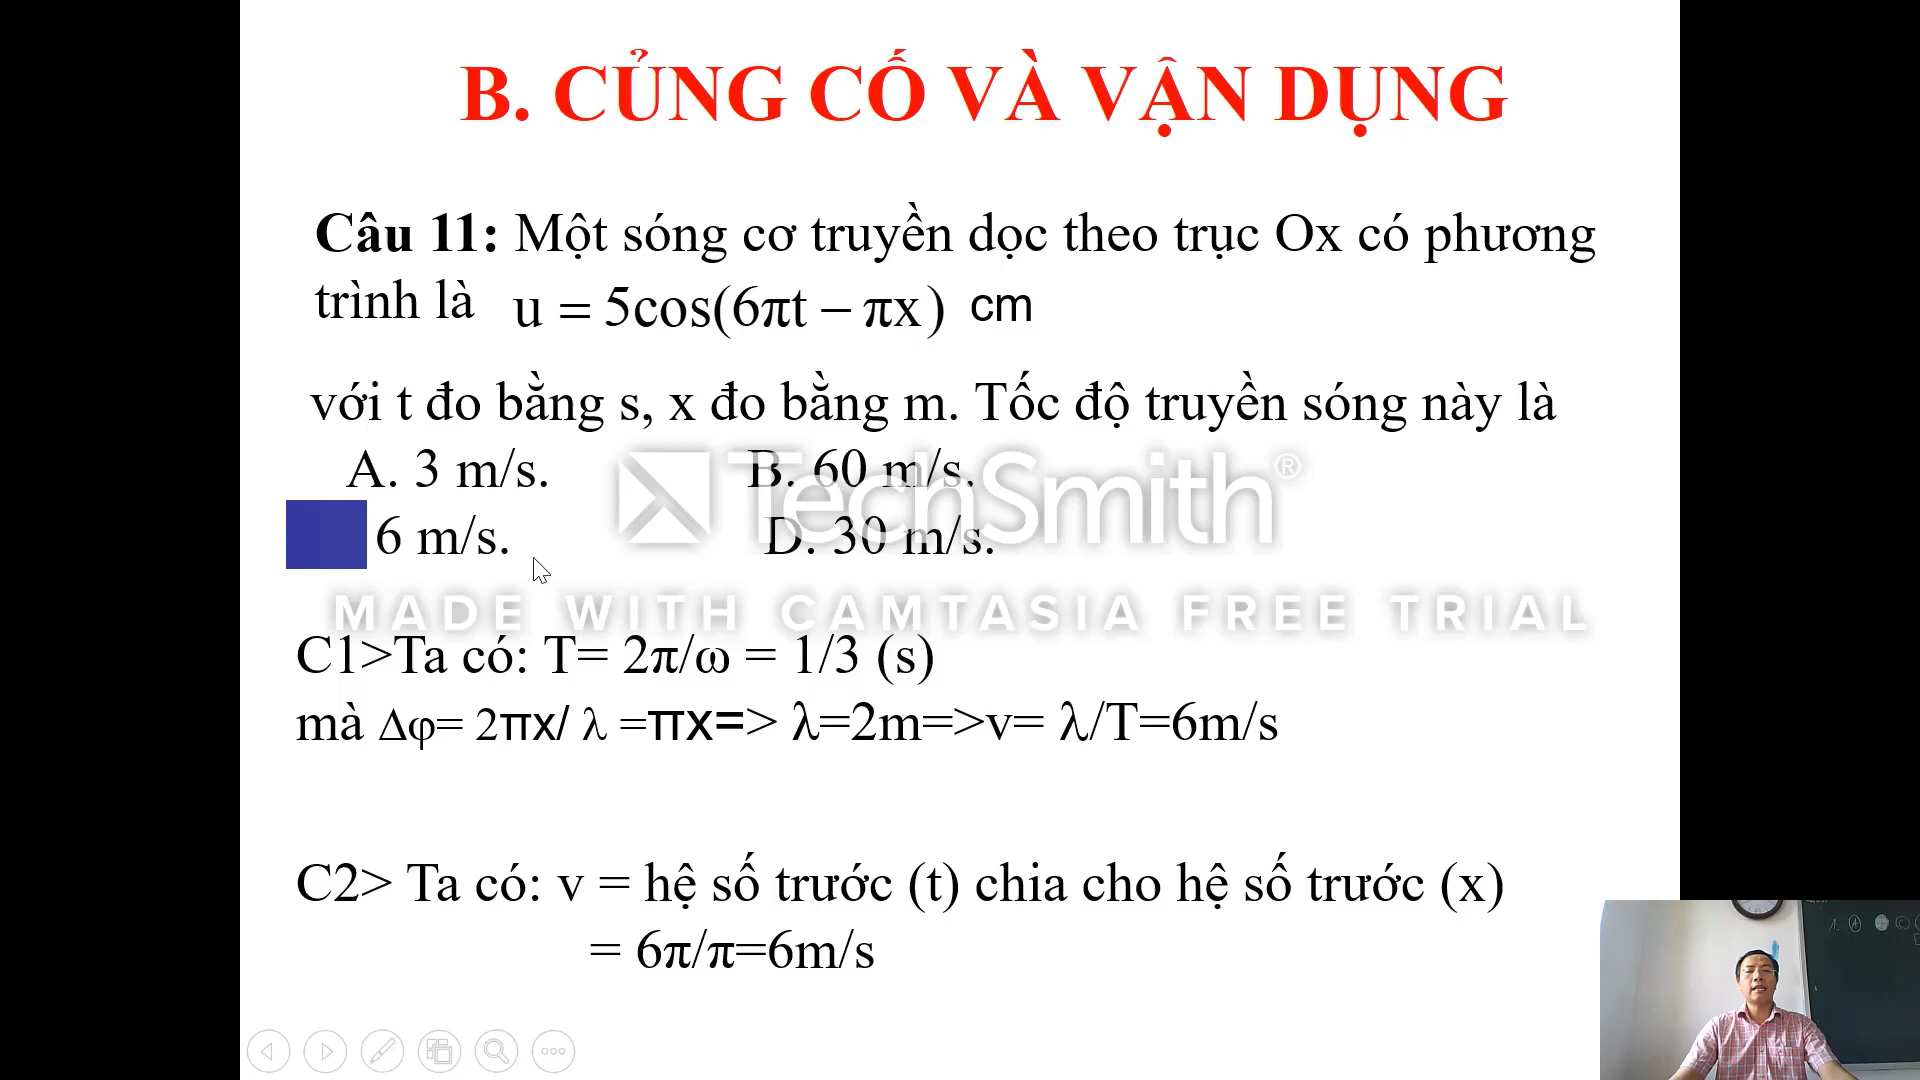 B. CỦNG CỐ VÀ VẬN DỤNG
Câu 11: Một sóng cơ truyền dọc theo trục Ox có phương
trình là u = 5cos(6πt − πx) cm
với t đo bằng s, x đo bằng m. Tốc độ truyền sóng này là
A. 3 m/s. B. 60 m/s.
6 m/s. D. 30 m/s.
TechSmith®
MADE WITH CAMTASIA FREE TRIAL
C1>Ta có: T= 2π/ω = 1/3 (s)
mà Δφ= 2πx/ λ =πx=> λ=2m=>v= λ/T=6m/s
C2> Ta có: v = hệ số trước (t) chia cho hệ số trước (x)
= 6π/π=6m/s